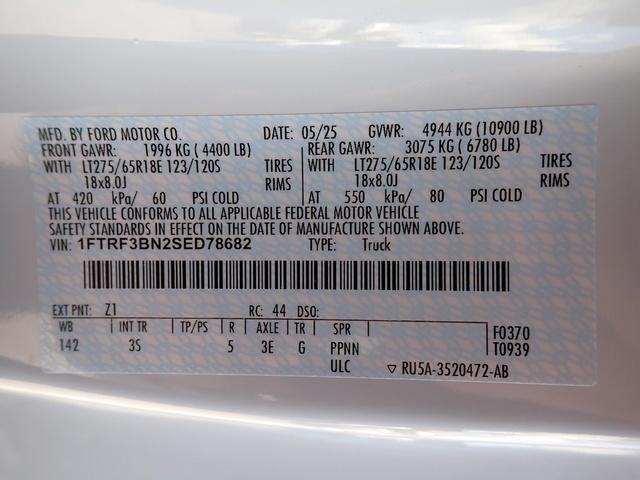 MFD. BY FORD MOTOR CO. DATE: 05/25 GVWR: 4944 KG (10900 LB)
FRONT GAWR: 1996 KG (4400 LB) REAR GAWR: 3075 KG (6780 LB)
WITH LT275/65R18E 123/120S TIRES WITH LT275/65R18E 123/120S TIRES
18x8.0J RIMS 18x8.0J RIMS
AT 420 kPa/ 60 PSI COLD AT 550 kPa/ 80 PSI COLD
THIS VEHICLE CONFORMS TO ALL APPLICABLE FEDERAL MOTOR VEHICLE
SAFETY STANDARDS IN EFFECT ON THE DATE OF MANUFACTURE SHOWN ABOVE.
VIN: 1FTRF3BN2SED78682 TYPE: Truck
EXT PNT: Z1 RC: 44 DSO:
WB INT TR TP/PS R AXLE TR SPR F0370
142 3S 5 3E G PPNN T0939
ULC ▽ RU5A-3520472-AB